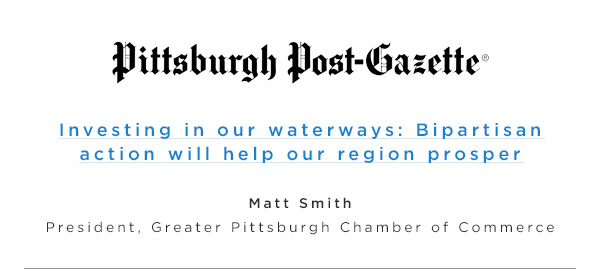 Pittsburgh Post-Gazette®
Investing in our waterways: Bipartisan
action will help our region prosper
Matt Smith
President, Greater Pittsburgh Chamber of Commerce